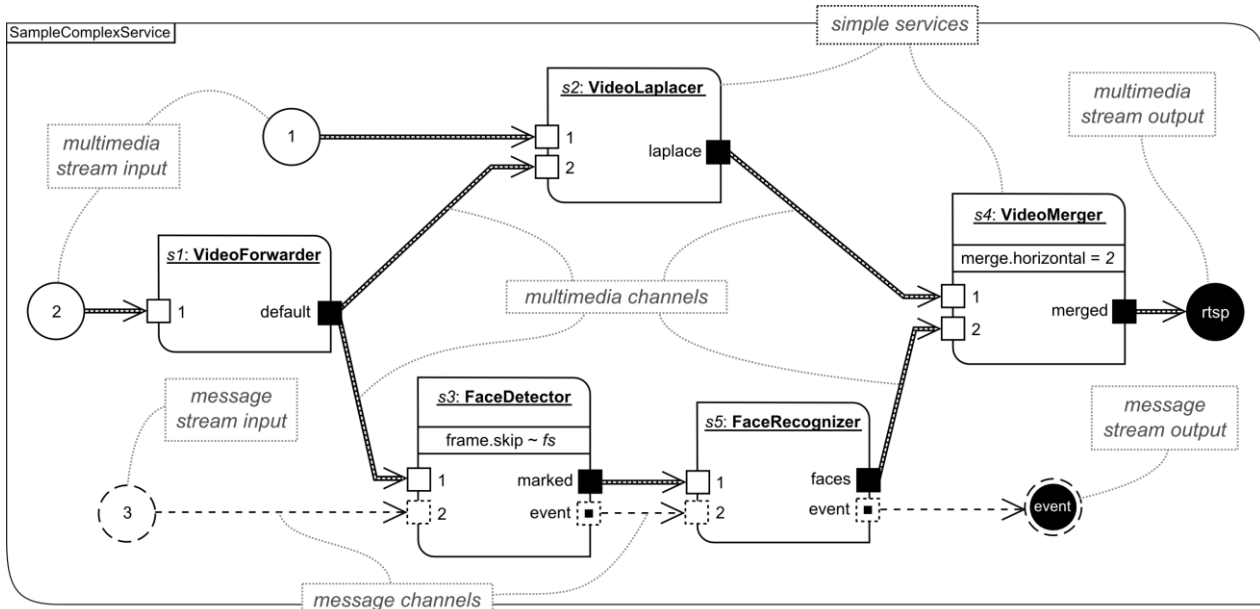 SampleComplexService
simple services
s2: VideoLaplacer
multimedia
stream output
multimedia
stream input
1
1
2
laplace
s4: VideoMerger
merge.horizontal = 2
s1: VideoForwarder
multimedia channels
2
1
default
1
2
merged
rtsp
message
stream input
s3: FaceDetector
frame.skip ~ fs
s5: FaceRecognizer
message
stream output
3
1
2
marked
event
1
2
faces
event
event
message channels